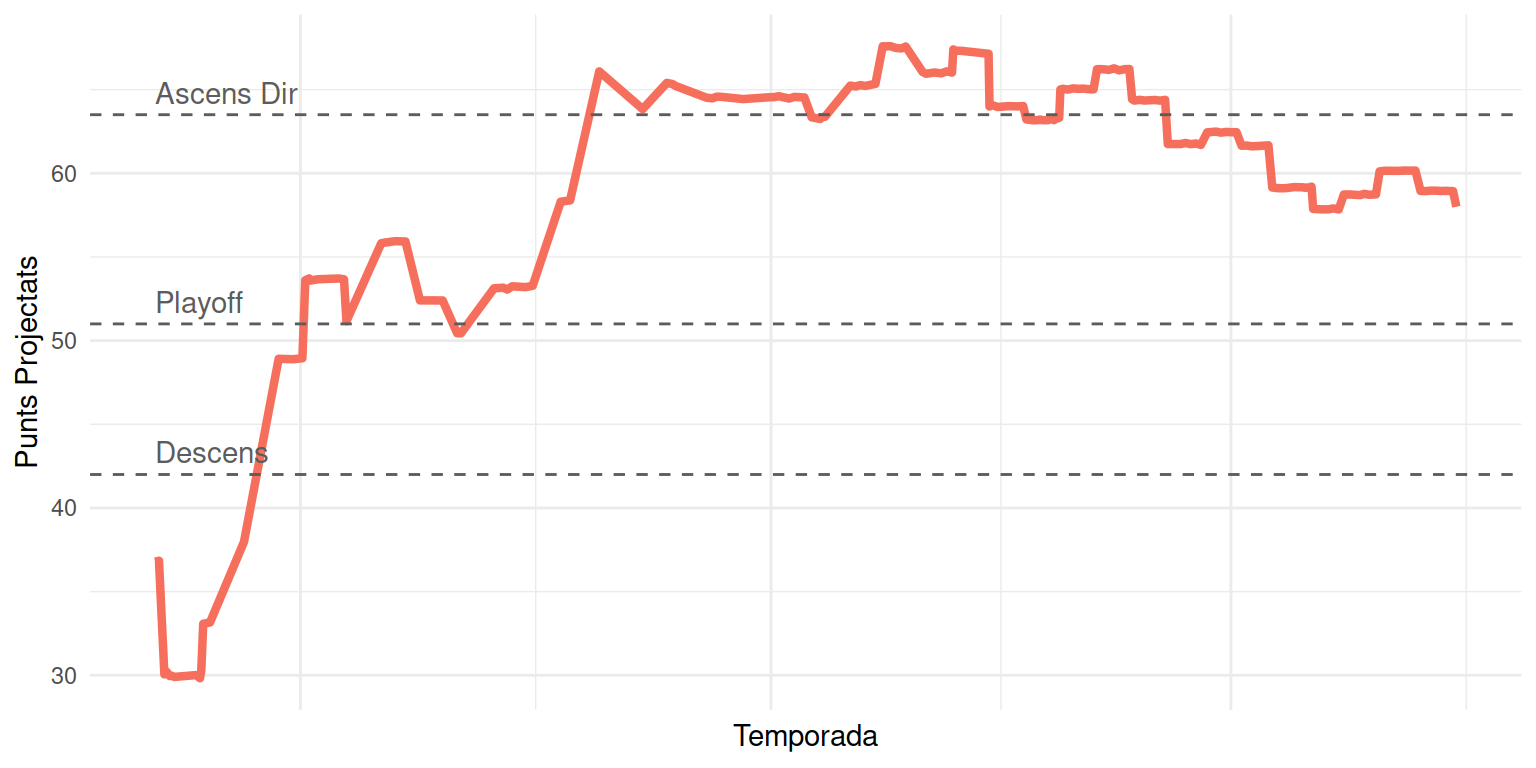 Ascens Dir
60
Playoff
50
Punts Projectats
Descens
40
30
Temporada